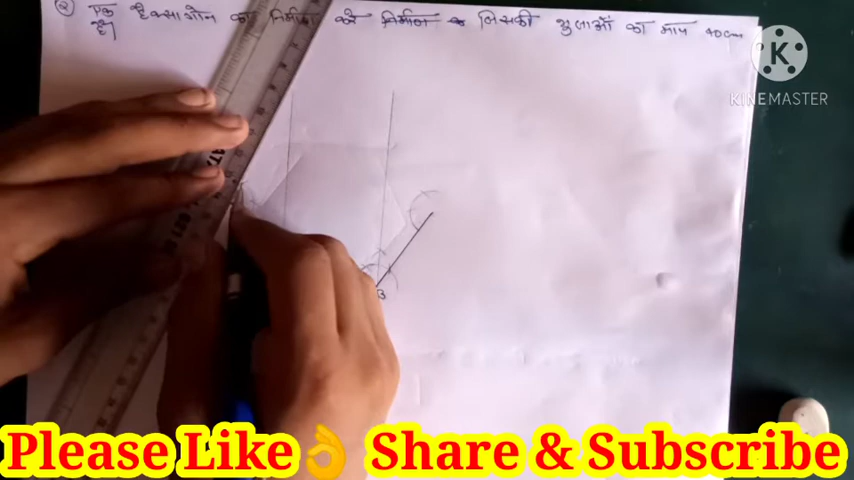 ② एक हैक्सागोन का निर्माण करे निर्माण क जिसकी भुजाओं का माप 40cm
है।
K
KINEMASTER
B
Please Like👌 Share & Subscribe